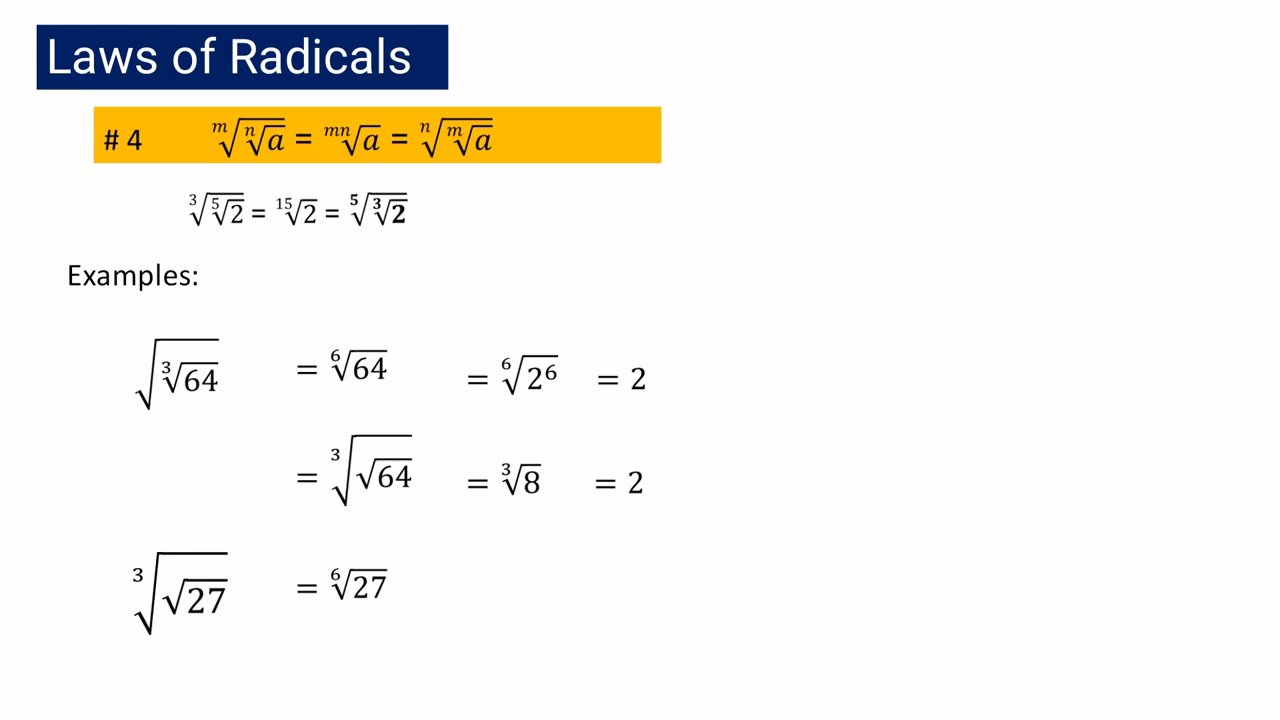 Laws of Radicals
# 4 ᵐ√(ⁿ√a) = ᵐⁿ√a = ⁿ√(ᵐ√a)
³√(⁵√2) = ¹⁵√2 = ⁵√(³√2)
Examples:
√(³√64) = ⁶√64 = ⁶√(2⁶) = 2
= ³√(√64) = ³√8 = 2
³√(√27) = ⁶√27